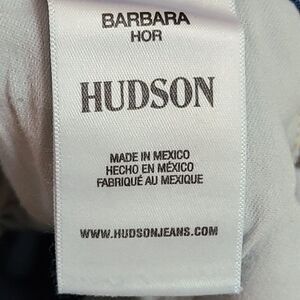 BARBARA
HOR
HUDSON
MADE IN MEXICO
HECHO EN MÉXICO
FABRIQUÉ AU MEXIQUE
WWW.HUDSONJEANS.COM